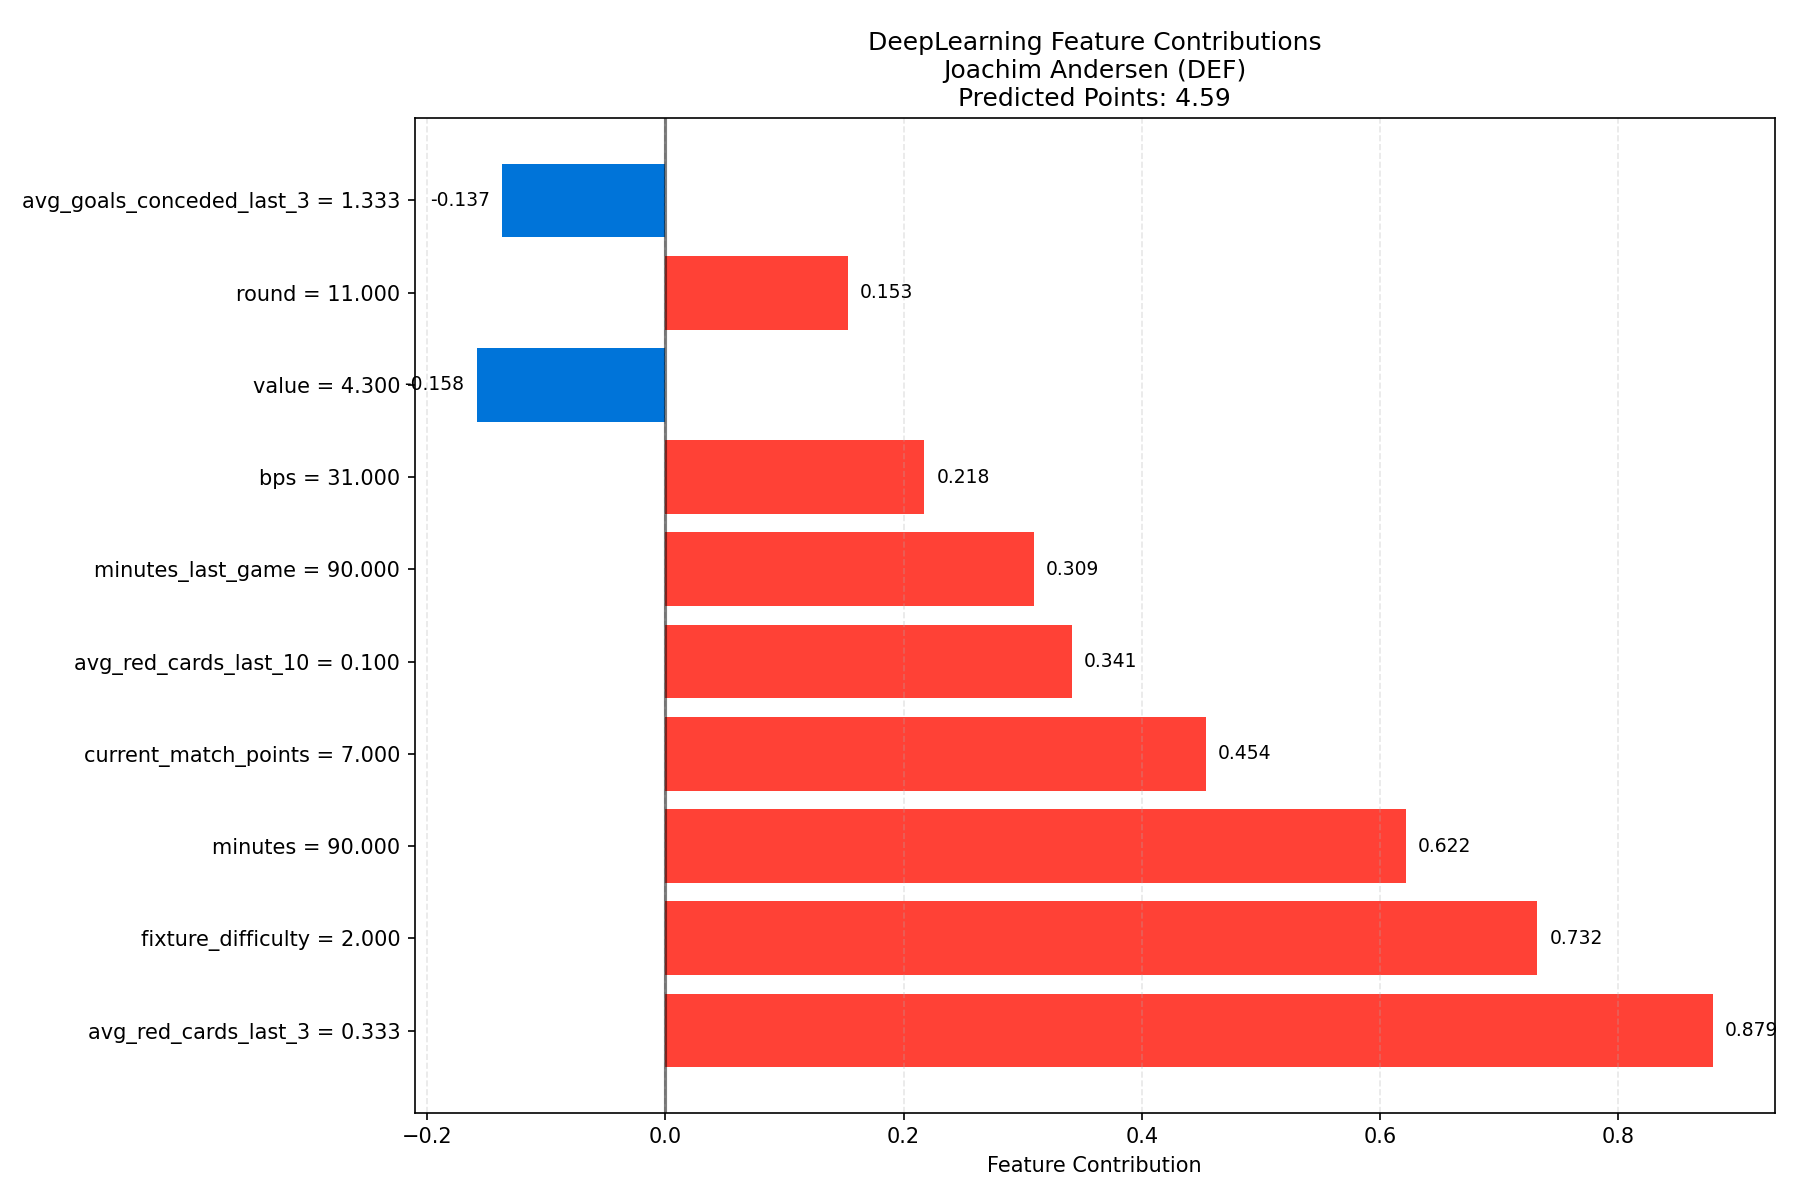 DeepLearning Feature Contributions
Joachim Andersen (DEF)
Predicted Points: 4.59
avg_goals_conceded_last_3 = 1.333
-0.137
round = 11.000
0.153
value = 4.300
-0.158
bps = 31.000
0.218
minutes_last_game = 90.000
0.309
avg_red_cards_last_10 = 0.100
0.341
current_match_points = 7.000
0.454
minutes = 90.000
0.622
fixture_difficulty = 2.000
0.732
avg_red_cards_last_3 = 0.333
0.879
−0.2 0.0 0.2 0.4 0.6 0.8
Feature Contribution